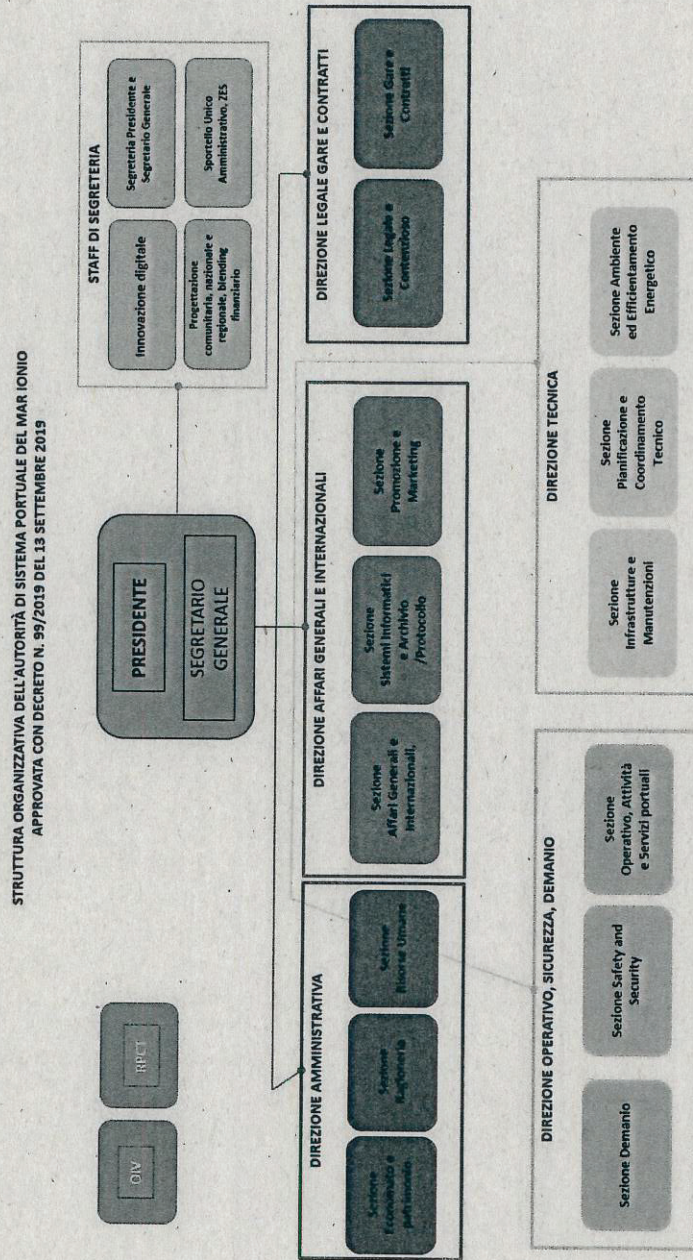 STRUTTURA ORGANIZZATIVA DELL'AUTORITÀ DI SISTEMA PORTUALE DEL MAR IONIO
APPROVATA CON DECRETO N. 99/2019 DEL 13 SETTEMBRE 2019
OIV
RPCT
PRESIDENTE
SEGRETARIO
GENERALE
STAFF DI SEGRETERIA
Innovazione digitale
Segreteria Presidente e
Segretario Generale
Progettazione
comunitaria, nazionale e
regionale, blending
finanziario
Sportello Unico
Amministrativo, ZES
DIREZIONE AMMINISTRATIVA
Sezione
Economato e
patrimonio
Sezione
Ragioneria
Sezione
Risorse Umane
DIREZIONE AFFARI GENERALI E INTERNAZIONALI
Sezione
Affari Generali e
Internazionali,
Sezione
Sistemi Informatici
e Archivio
/Protocollo
Sezione
Promozione e
Marketing
DIREZIONE LEGALE GARE E CONTRATTI
Sezione Legale e
Contenzioso
Sezione Gare e
Contratti
DIREZIONE OPERATIVO, SICUREZZA, DEMANIO
Sezione Demanio
Sezione Safety and
Security
Sezione
Operativo, Attività
e Servizi portuali
DIREZIONE TECNICA
Sezione
Infrastrutture e
Manutenzioni
Sezione
Pianificazione e
Coordinamento
Tecnico
Sezione Ambiente
ed Efficientamento
Energetico